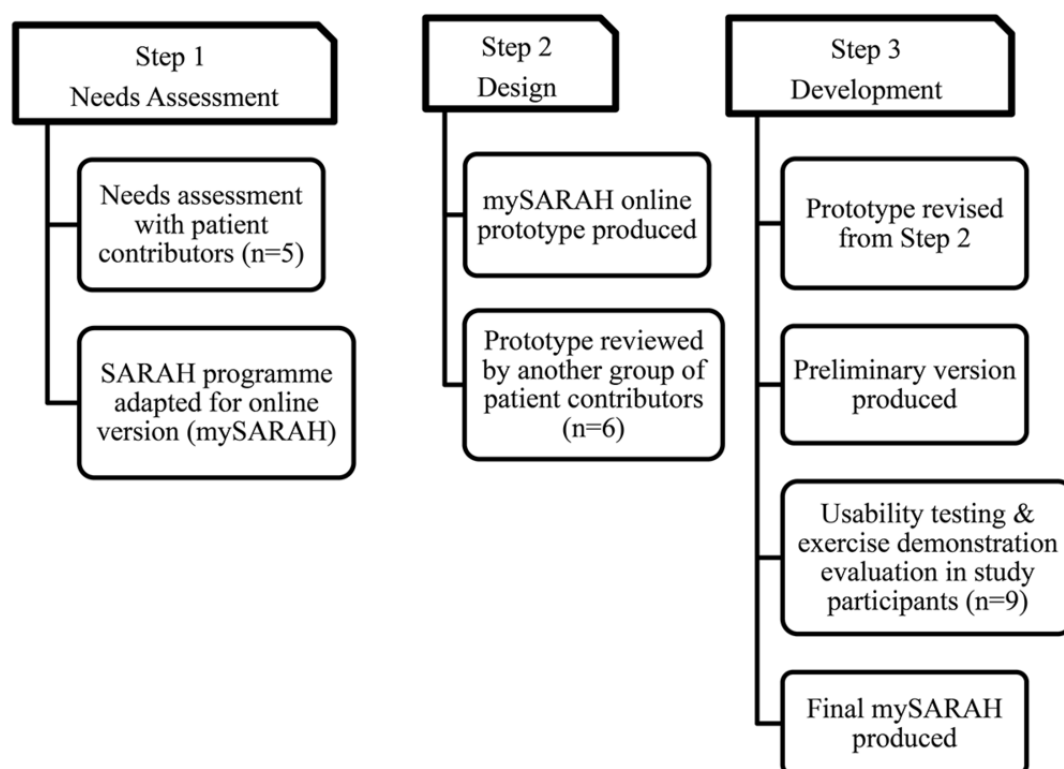 Step 1
Needs Assessment
Needs assessment
with patient
contributors (n=5)
SARAH programme
adapted for online
version (mySARAH)
Step 2
Design
mySARAH online
prototype produced
Prototype reviewed
by another group of
patient contributors
(n=6)
Step 3
Development
Prototype revised
from Step 2
Preliminary version
produced
Usability testing &
exercise demonstration
evaluation in study
participants (n=9)
Final mySARAH
produced